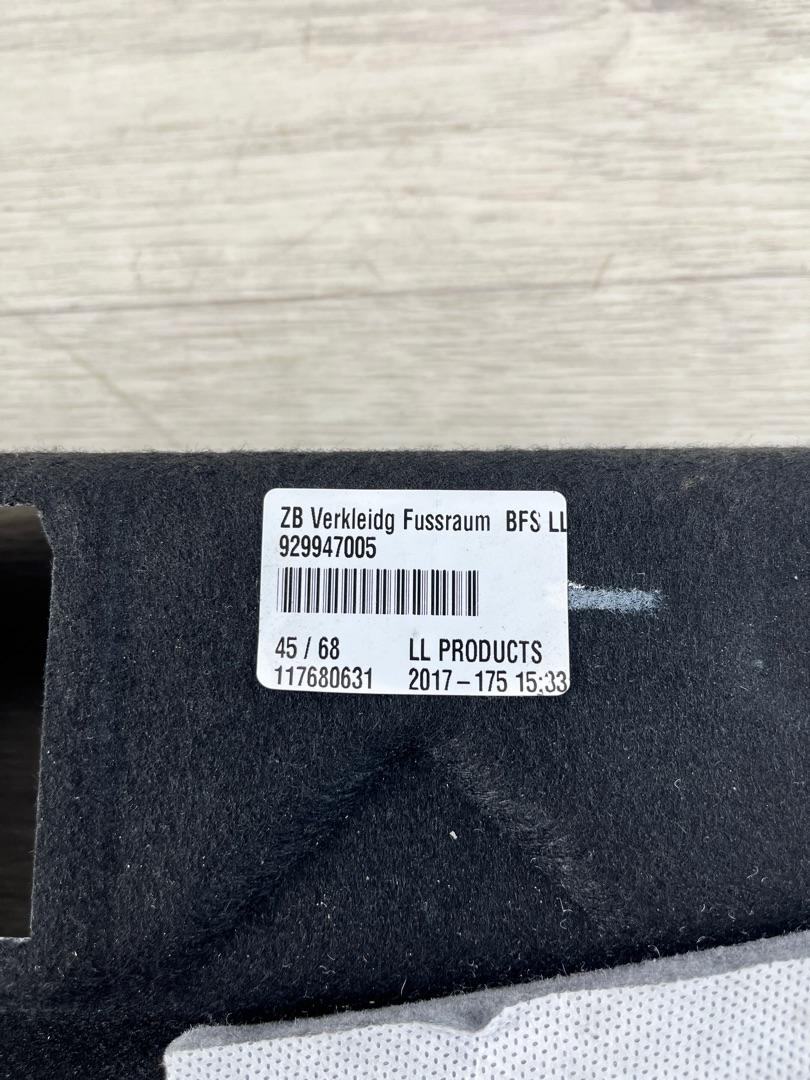 ZB Verkleidg Fussraum BFS LL
929947005
45 / 68 LL PRODUCTS
117680631 2017-175 15:33